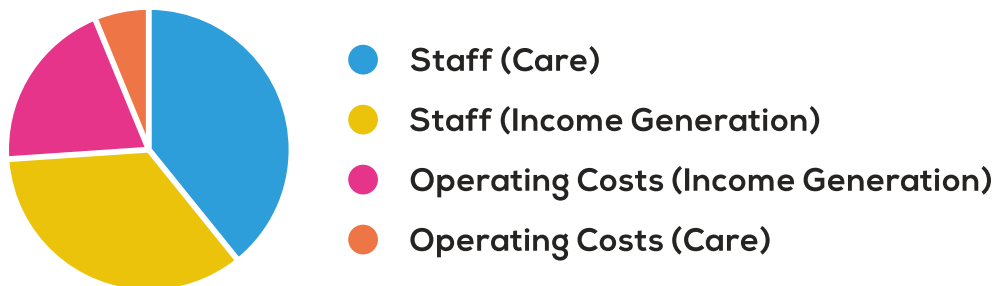 Staff (Care)
Staff (Income Generation)
Operating Costs (Income Generation)
Operating Costs (Care)